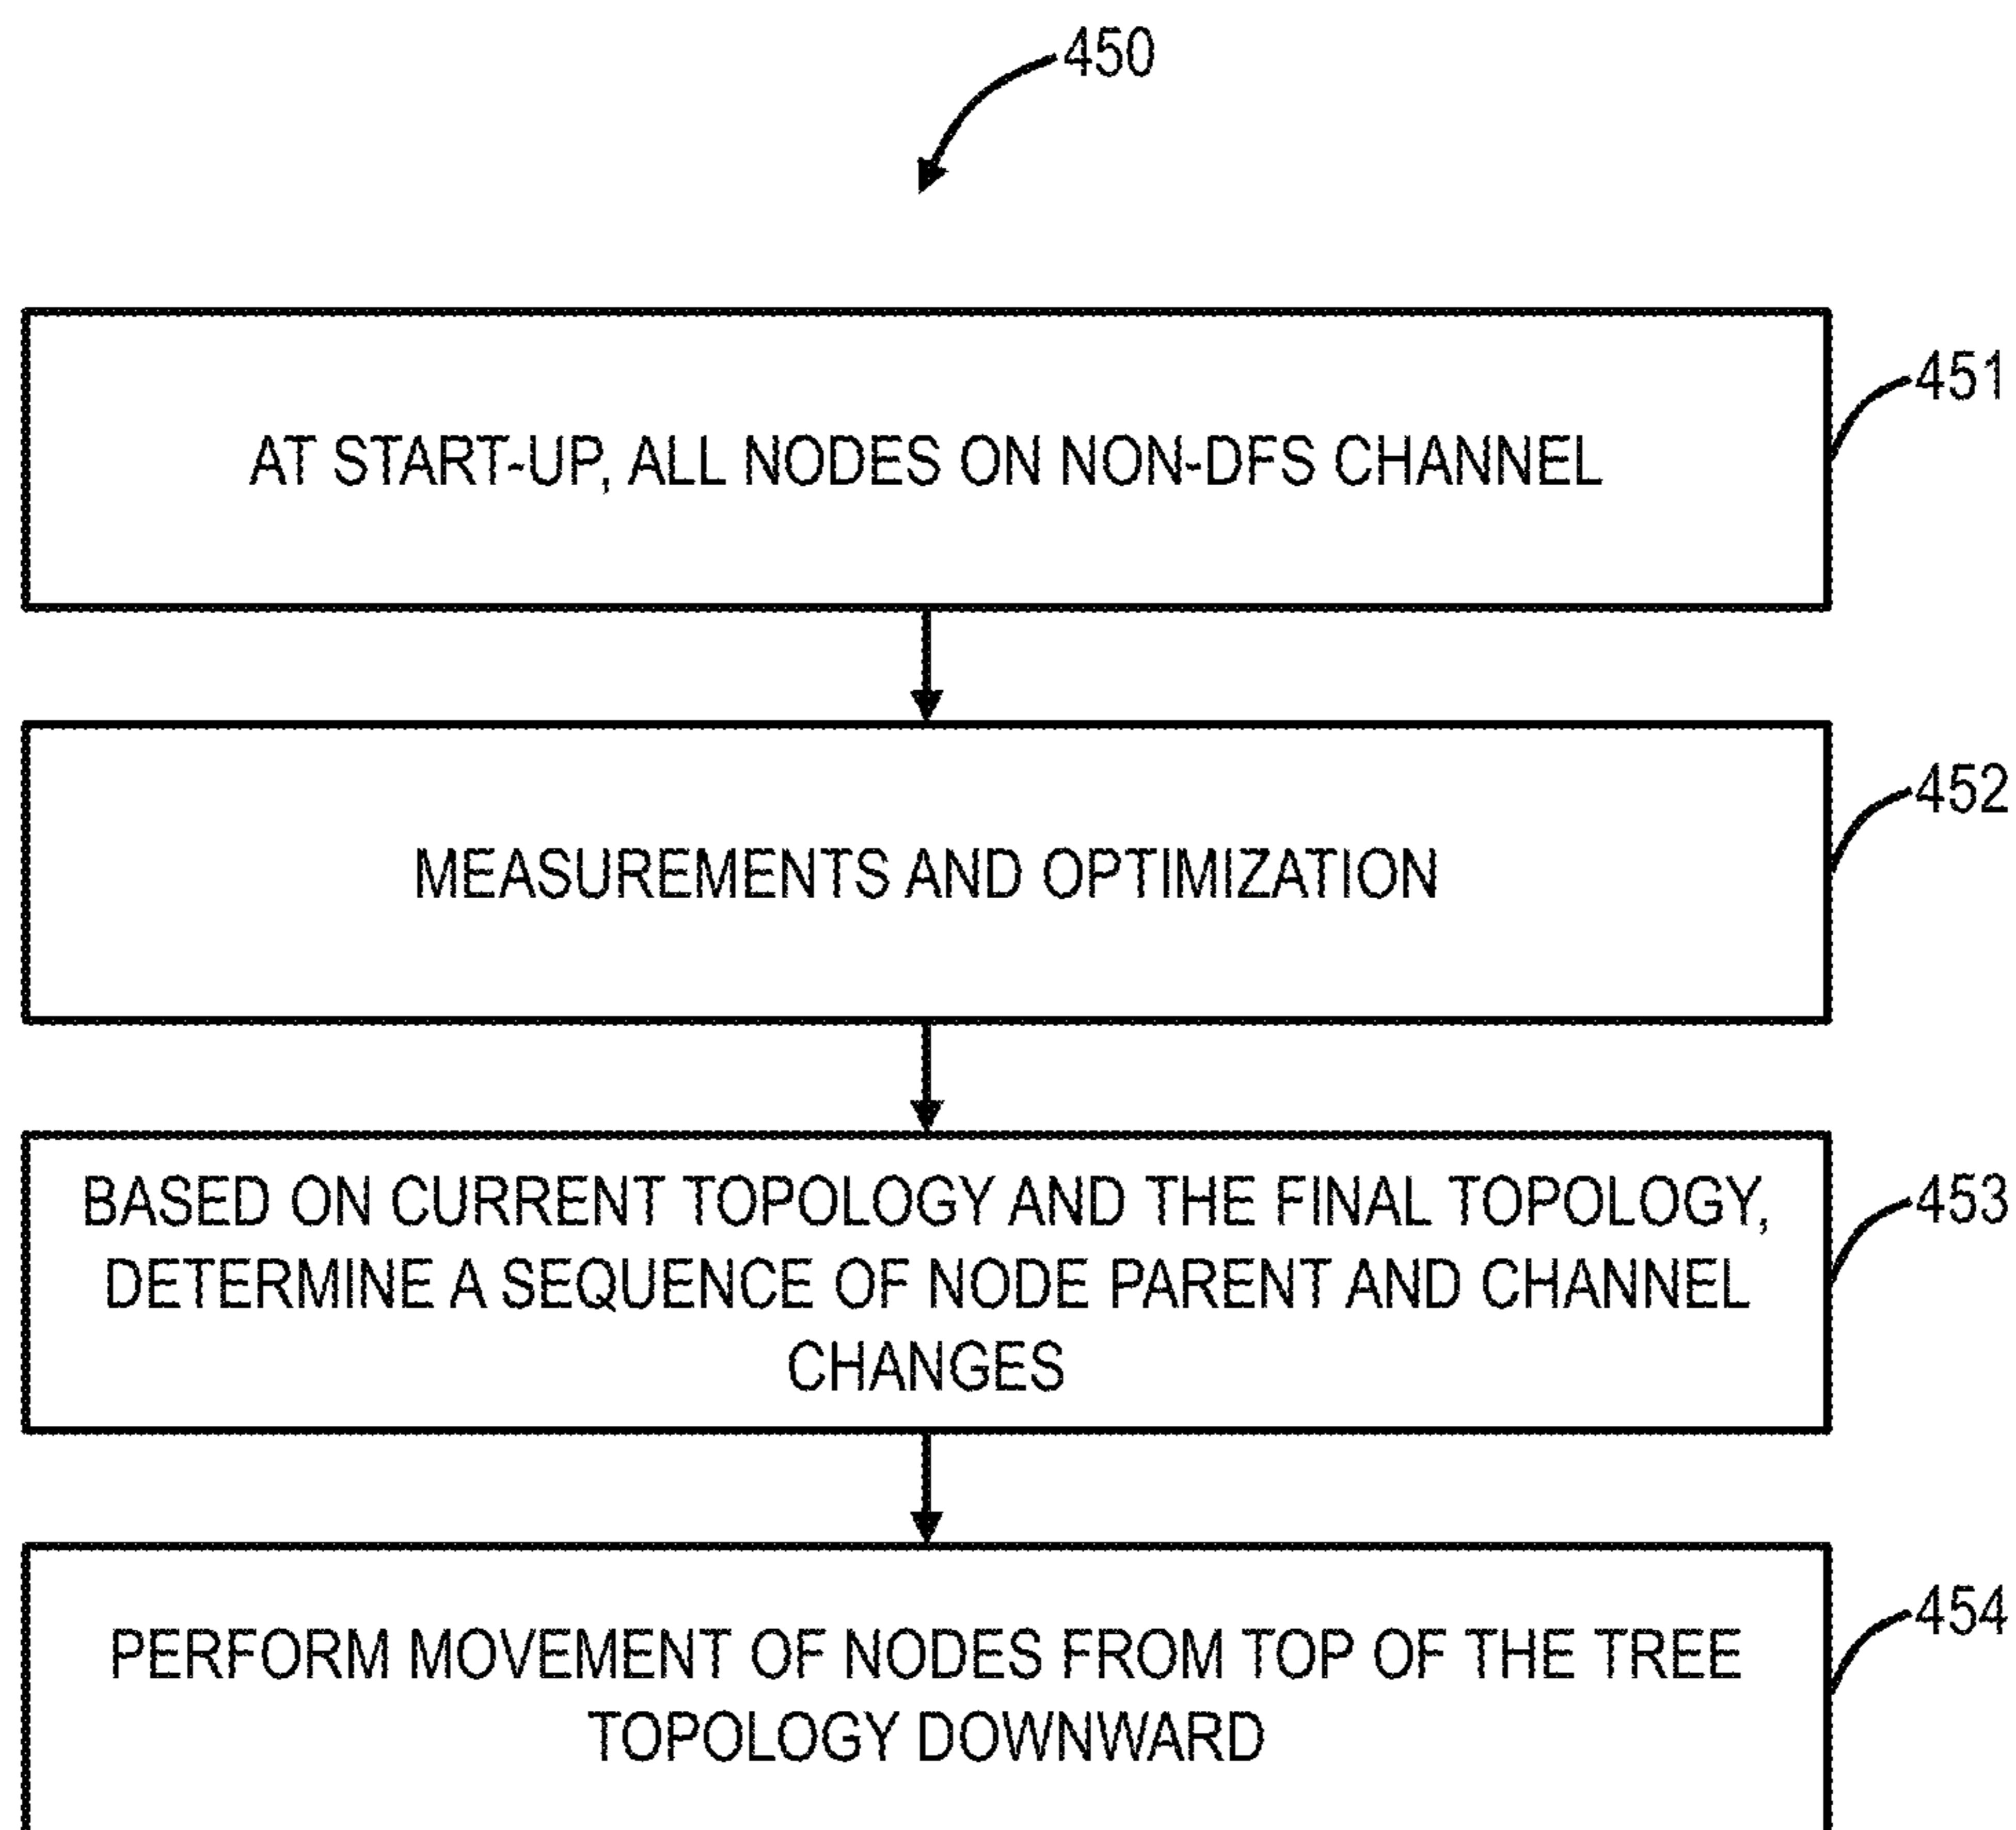 450
AT START-UP, ALL NODES ON NON-DFS CHANNEL
451
MEASUREMENTS AND OPTIMIZATION
452
BASED ON CURRENT TOPOLOGY AND THE FINAL TOPOLOGY,
DETERMINE A SEQUENCE OF NODE PARENT AND CHANNEL
CHANGES
453
PERFORM MOVEMENT OF NODES FROM TOP OF THE TREE
TOPOLOGY DOWNWARD
454